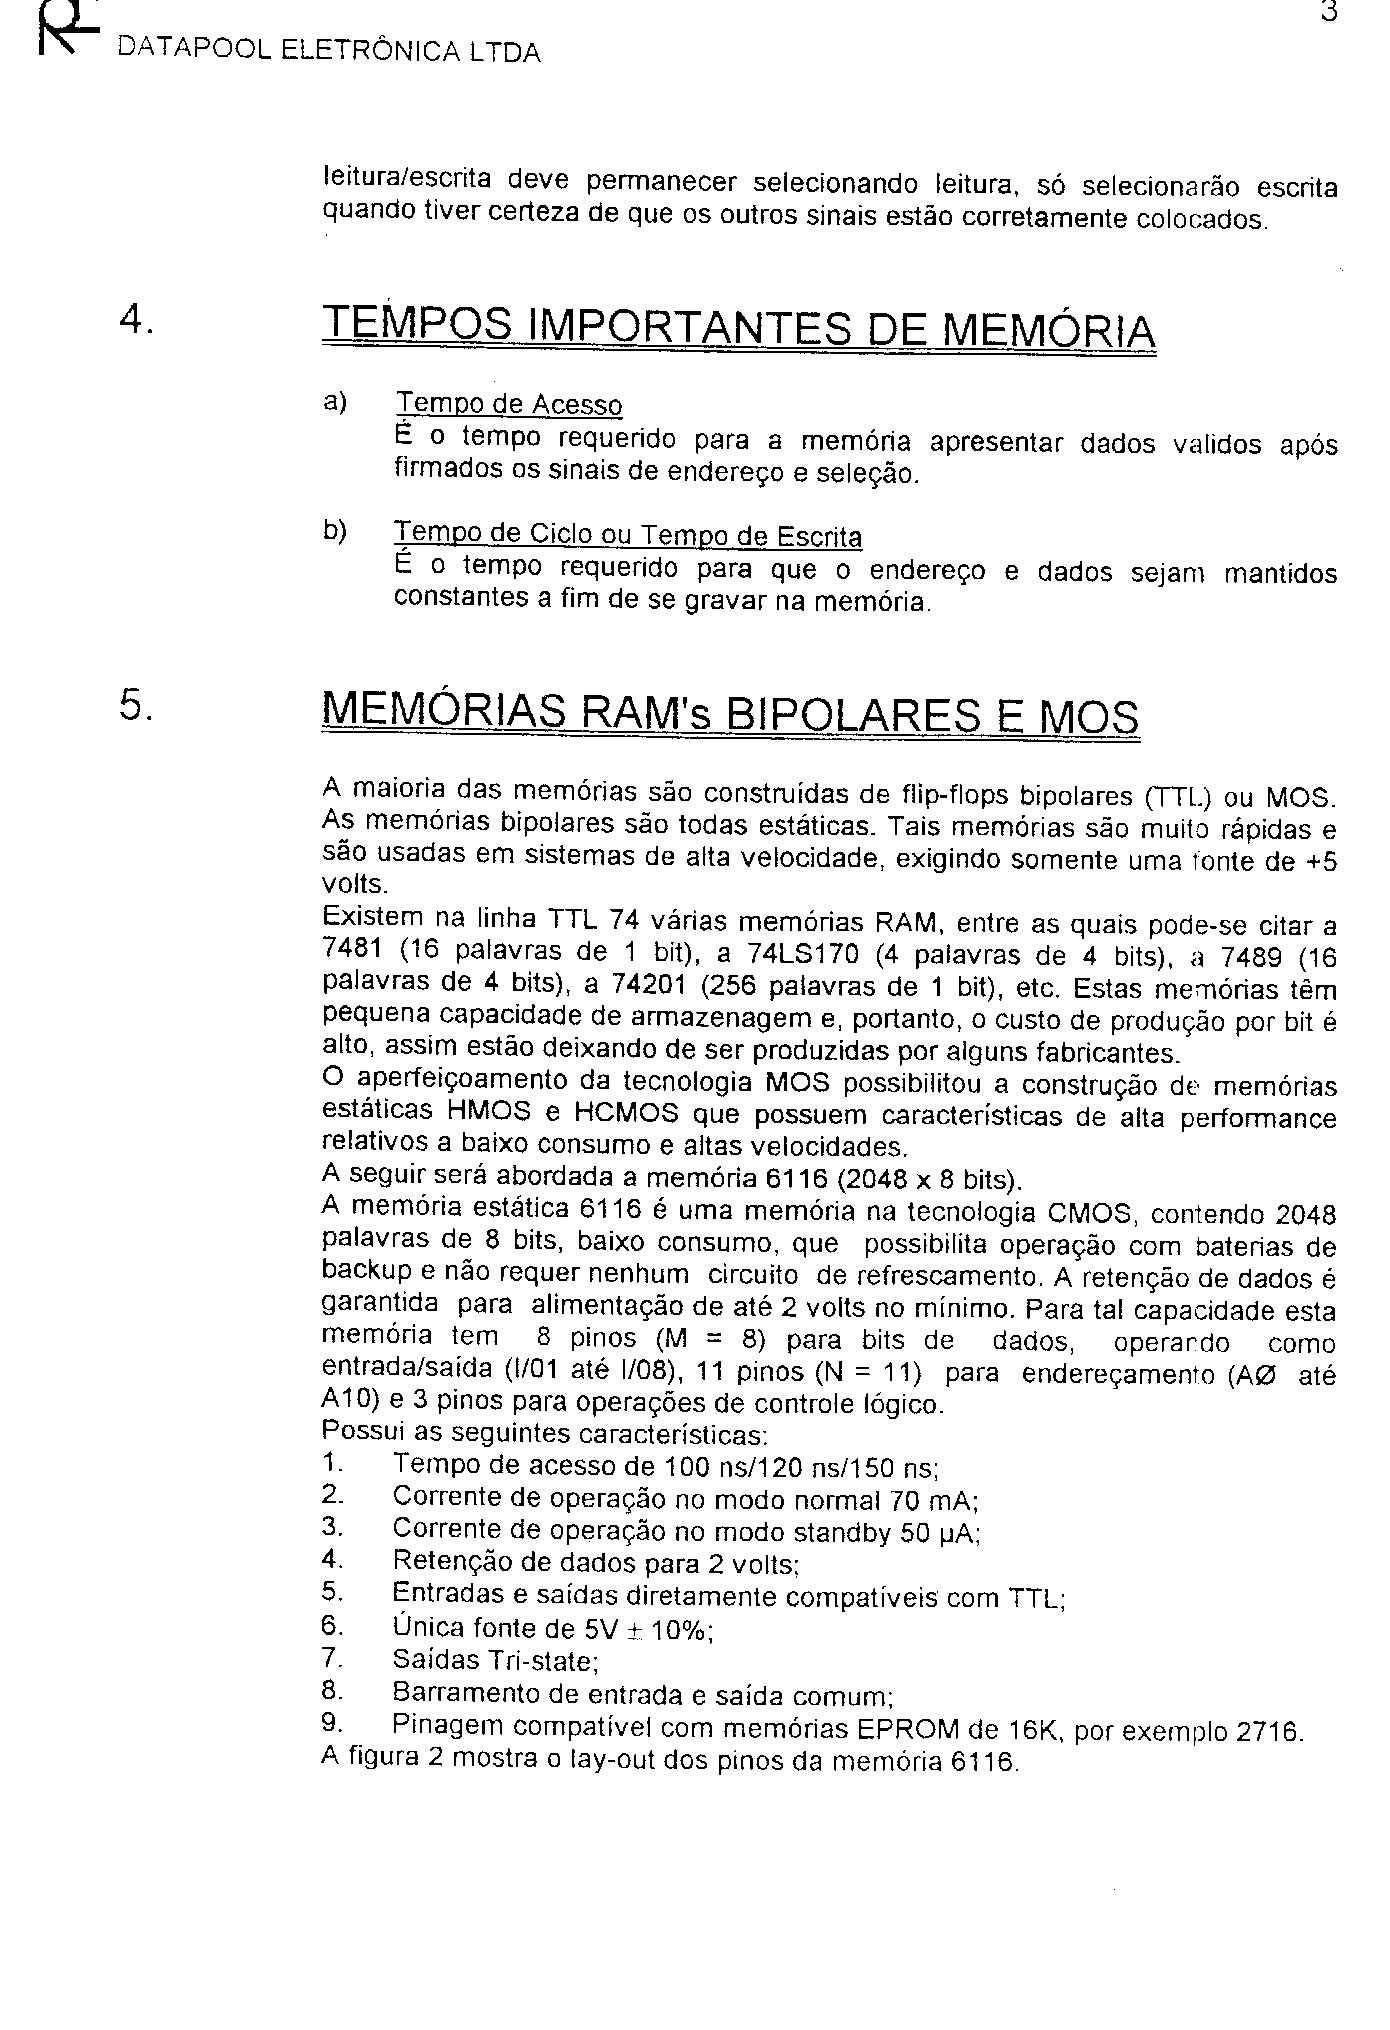 3
DATAPOOL ELETRÔNICA LTDA
leitura/escrita deve permanecer selecionando leitura, só selecionarão escrita
quando tiver certeza de que os outros sinais estão corretamente colocados.
4. TEMPOS IMPORTANTES DE MEMÓRIA
a) Tempo de Acesso
É o tempo requerido para a memória apresentar dados validos após
firmados os sinais de endereço e seleção.
b) Tempo de Ciclo ou Tempo de Escrita
É o tempo requerido para que o endereço e dados sejam mantidos
constantes a fim de se gravar na memória.
5. MEMÓRIAS RAM's BIPOLARES E MOS
A maioria das memórias são construídas de flip-flops bipolares (TTL) ou MOS.
As memórias bipolares são todas estáticas. Tais memórias são muito rápidas e
são usadas em sistemas de alta velocidade, exigindo somente uma fonte de +5
volts.
Existem na linha TTL 74 várias memórias RAM, entre as quais pode-se citar a
7481 (16 palavras de 1 bit), a 74LS170 (4 palavras de 4 bits), a 7489 (16
palavras de 4 bits), a 74201 (256 palavras de 1 bit), etc. Estas memórias têm
pequena capacidade de armazenagem e, portanto, o custo de produção por bit é
alto, assim estão deixando de ser produzidas por alguns fabricantes.
O aperfeiçoamento da tecnologia MOS possibilitou a construção de memórias
estáticas HMOS e HCMOS que possuem características de alta performance
relativos a baixo consumo e altas velocidades.
A seguir será abordada a memória 6116 (2048 x 8 bits).
A memória estática 6116 é uma memória na tecnologia CMOS, contendo 2048
palavras de 8 bits, baixo consumo, que possibilita operação com baterias de
backup e não requer nenhum circuito de refrescamento. A retenção de dados é
garantida para alimentação de até 2 volts no mínimo. Para tal capacidade esta
memória tem 8 pinos (M = 8) para bits de dados, operando como
entrada/saída (I/01 até I/08), 11 pinos (N = 11) para endereçamento (AØ até
A10) e 3 pinos para operações de controle lógico.
Possui as seguintes características:
1. Tempo de acesso de 100 ns/120 ns/150 ns;
2. Corrente de operação no modo normal 70 mA;
3. Corrente de operação no modo standby 50 µA;
4. Retenção de dados para 2 volts;
5. Entradas e saídas diretamente compatíveis com TTL;
6. Única fonte de 5V ± 10%;
7. Saídas Tri-state;
8. Barramento de entrada e saída comum;
9. Pinagem compatível com memórias EPROM de 16K, por exemplo 2716.
A figura 2 mostra o lay-out dos pinos da memória 6116.